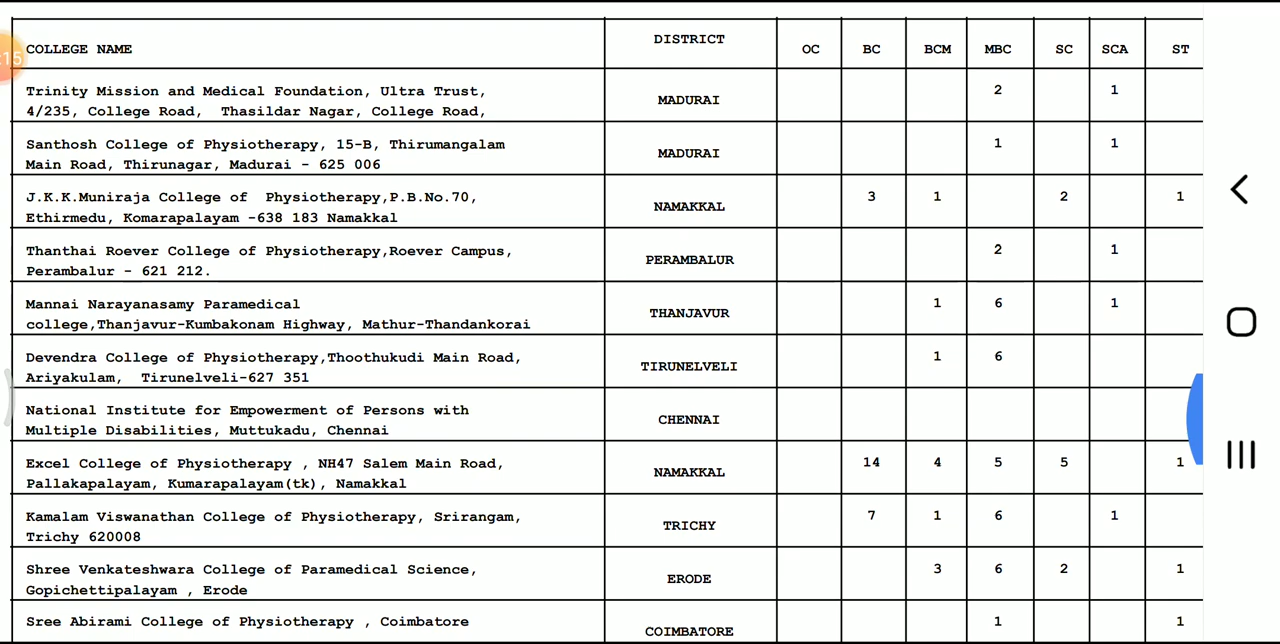 COLLEGE NAME DISTRICT OC BC BCM MBC SC SCA ST
:15
Trinity Mission and Medical Foundation, Ultra Trust,
4/235, College Road, Thasildar Nagar, College Road,
MADURAI 2 1
Santhosh College of Physiotherapy, 15-B, Thirumangalam
Main Road, Thirunagar, Madurai - 625 006
MADURAI 1 1
J.K.K.Muniraja College of Physiotherapy,P.B.No.70,
Ethirmedu, Komarapalayam -638 183 Namakkal
NAMAKKAL 3 1 2 1
Thanthai Roever College of Physiotherapy,Roever Campus,
Perambalur - 621 212.
PERAMBALUR 2 1
Mannai Narayanasamy Paramedical
college,Thanjavur-Kumbakonam Highway, Mathur-Thandankorai
THANJAVUR 1 6 1
Devendra College of Physiotherapy,Thoothukudi Main Road,
Ariyakulam, Tirunelveli-627 351
TIRUNELVELI 1 6
National Institute for Empowerment of Persons with
Multiple Disabilities, Muttukadu, Chennai
CHENNAI
Excel College of Physiotherapy , NH47 Salem Main Road,
Pallakapalayam, Kumarapalayam(tk), Namakkal
NAMAKKAL 14 4 5 5 1
Kamalam Viswanathan College of Physiotherapy, Srirangam,
Trichy 620008
TRICHY 7 1 6 1
Shree Venkateshwara College of Paramedical Science,
Gopichettipalayam , Erode
ERODE 3 6 2 1
Sree Abirami College of Physiotherapy , Coimbatore
COIMBATORE 1 1